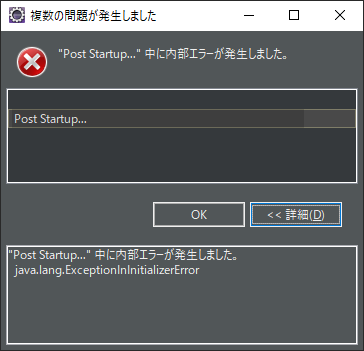 複数の問題が発生しました
"Post Startup..." 中に内部エラーが発生しました。
Post Startup...
OK
<< 詳細(D)
"Post Startup..." 中に内部エラーが発生しました。
java.lang.ExceptionInInitializerError